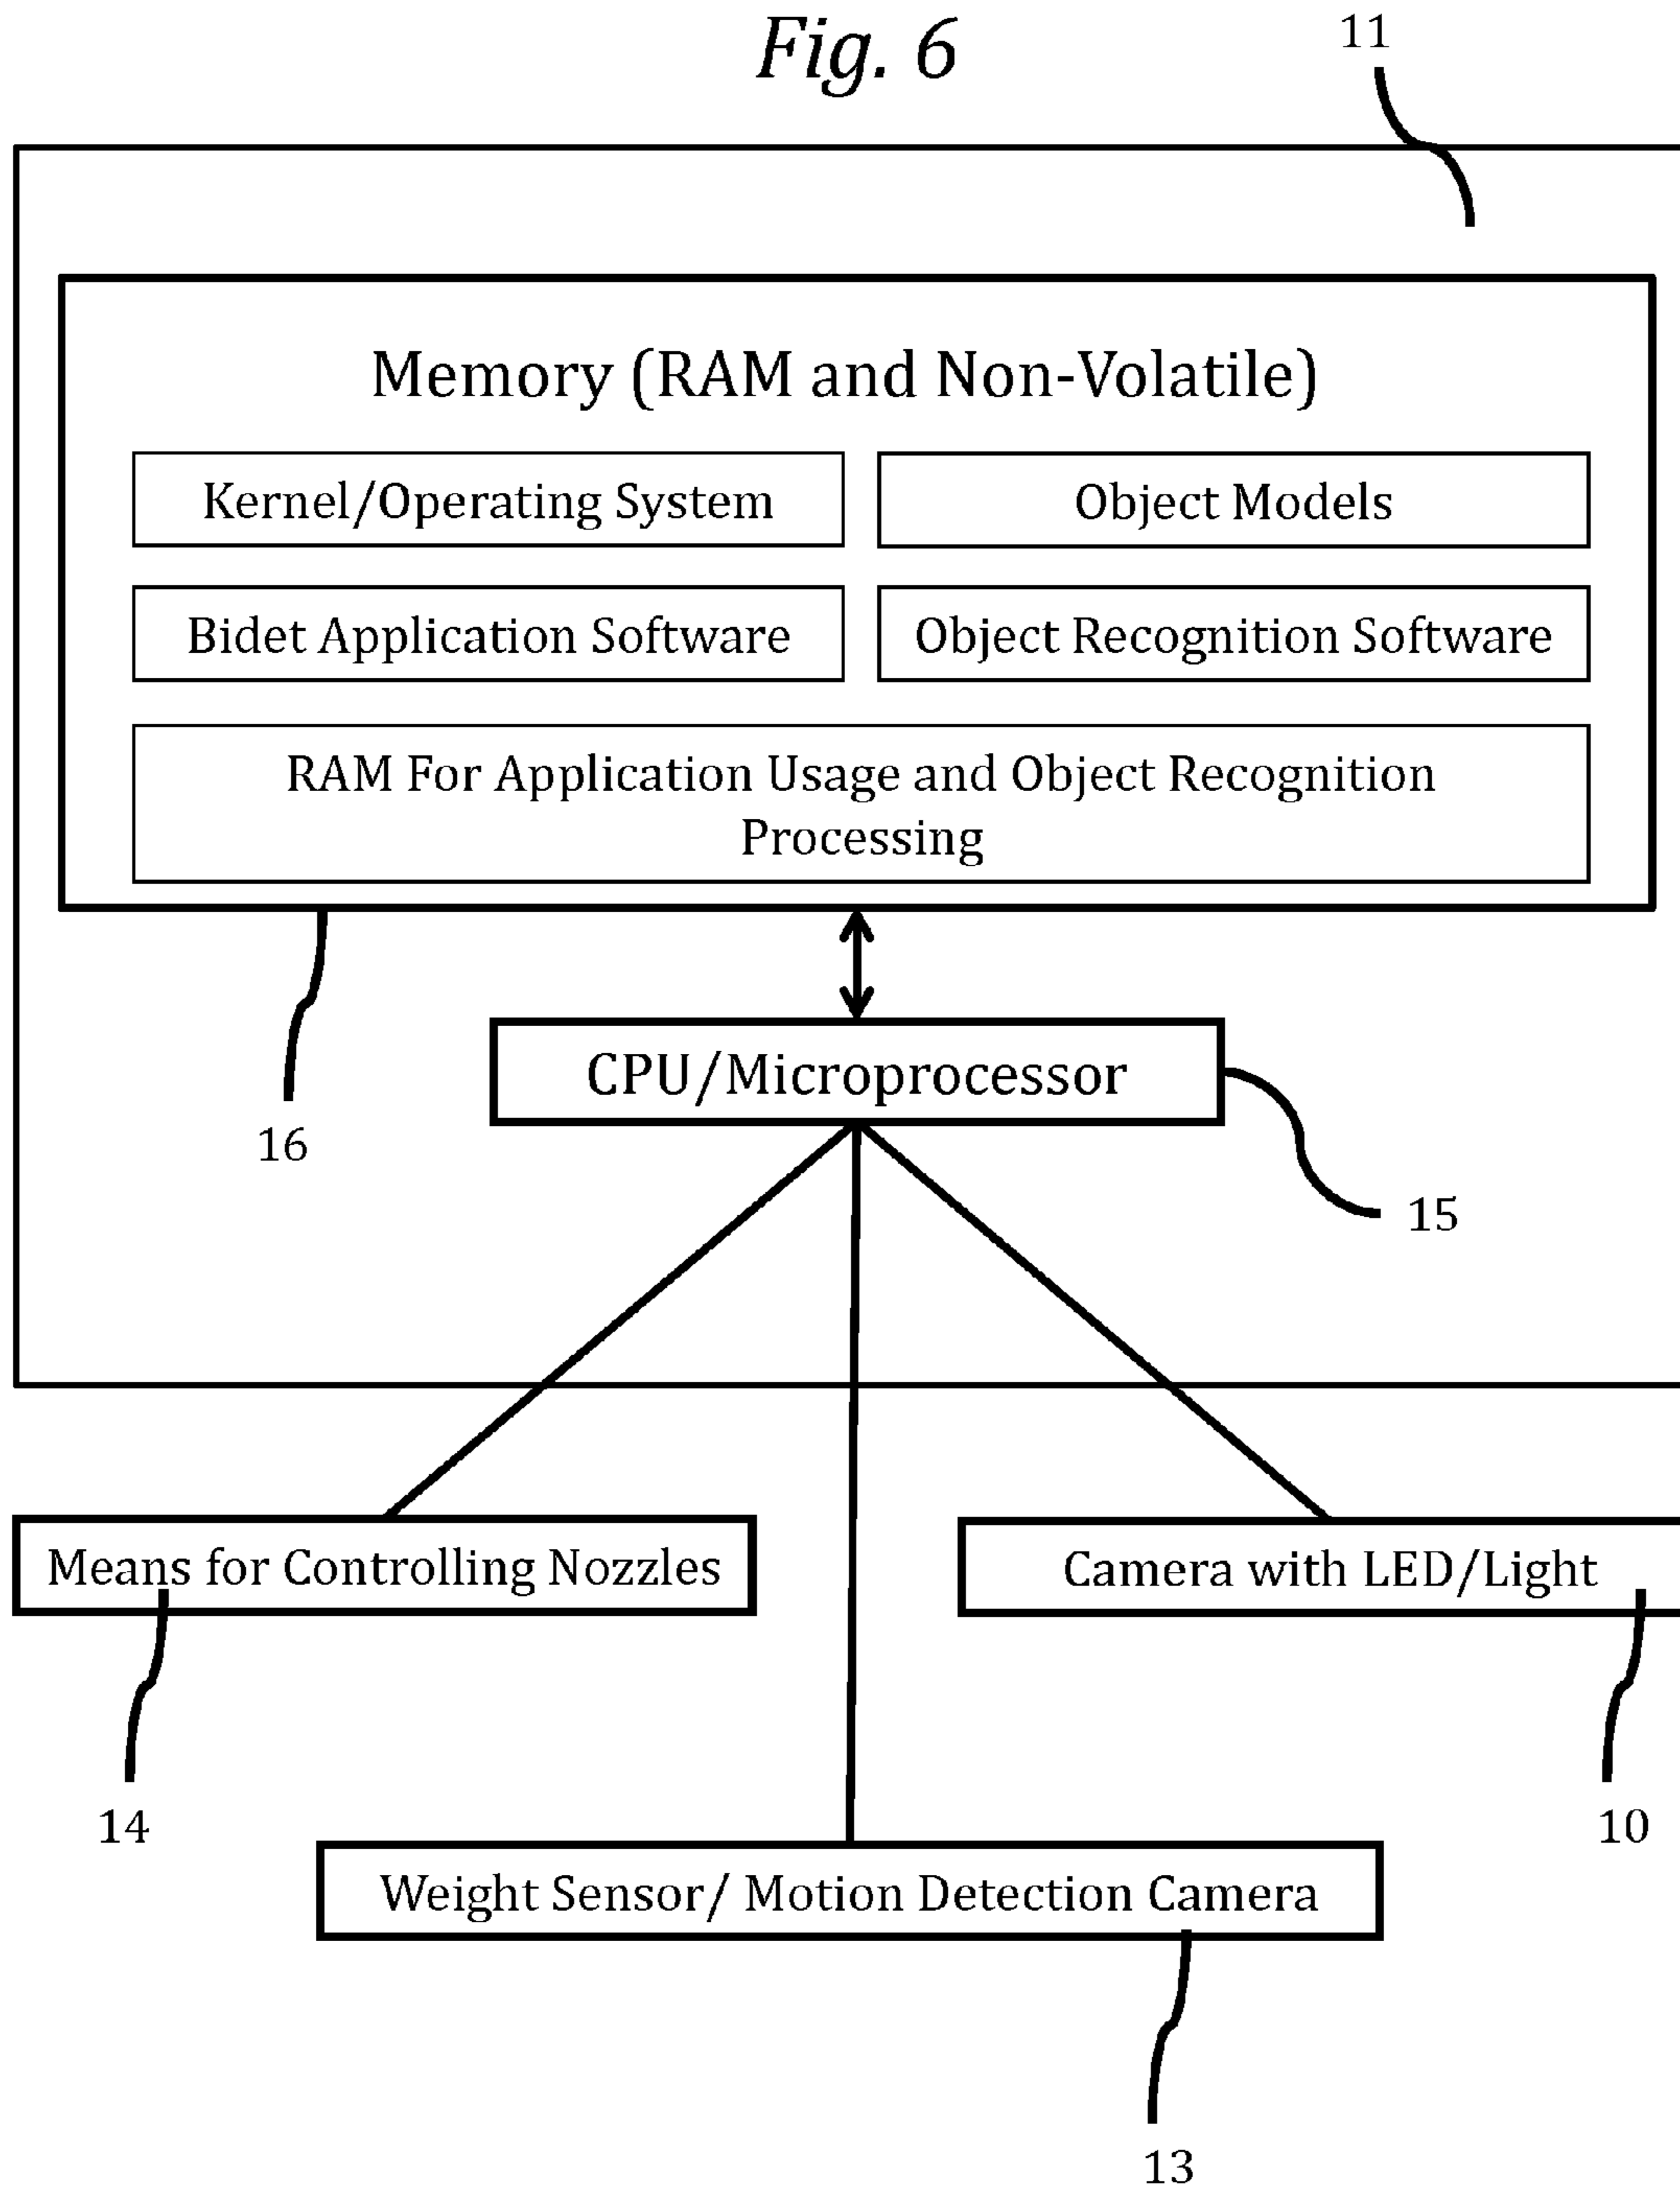 Fig. 6
11
Memory (RAM and Non-Volatile)
Kernel/Operating System
Object Models
Bidet Application Software
Object Recognition Software
RAM For Application Usage and Object Recognition
Processing
16
CPU/Microprocessor
15
Means for Controlling Nozzles
Camera with LED/Light
14
10
Weight Sensor/ Motion Detection Camera
13